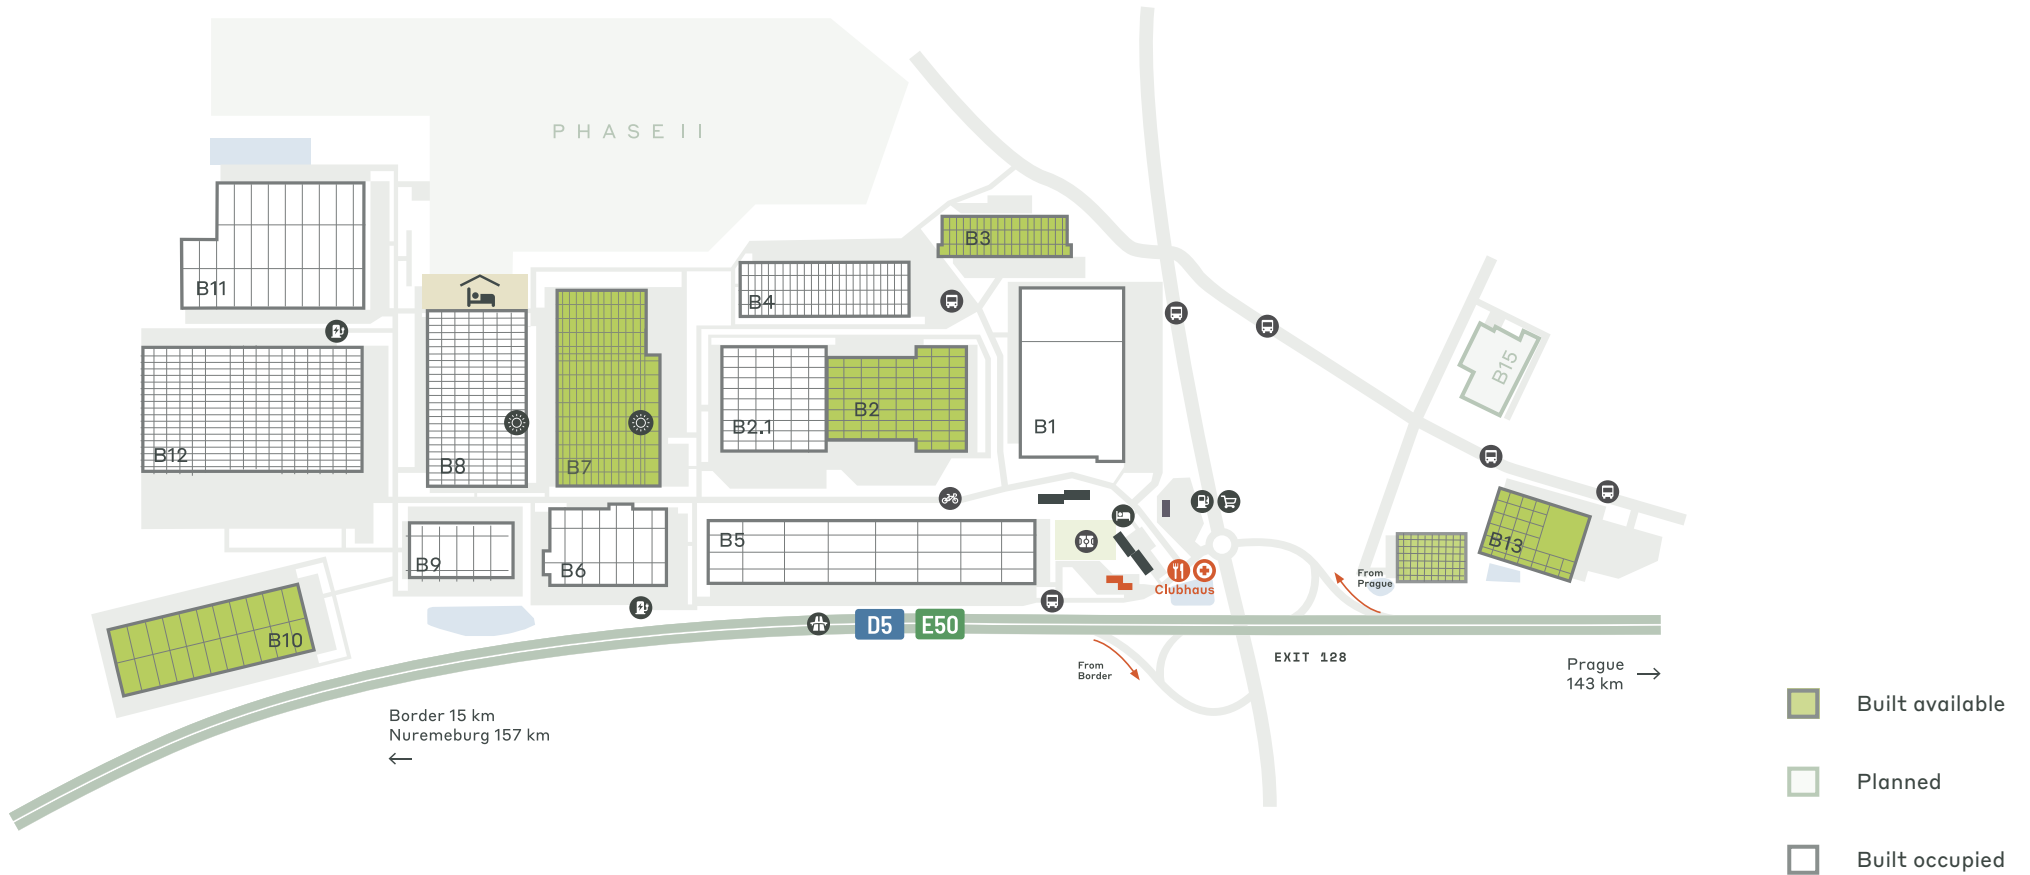 PHASE II
B11
B3
B4
B15
B12
B8
B7
B2.1
B2
B1
B9
B6
B5
B13
B10
Clubhaus
From
Prague
D5
E50
From
Border
EXIT 128
Prague
143 km
Border 15 km
Nuremeburg 157 km
Built available
Planned
Built occupied